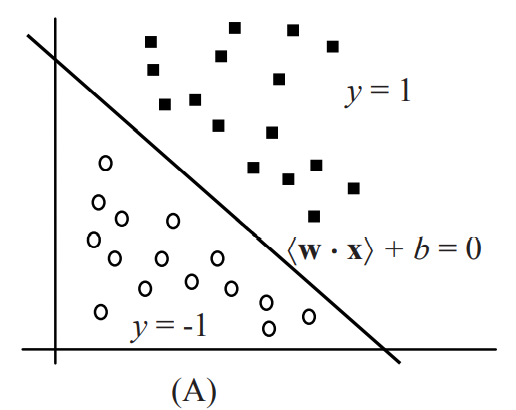 y = 1
⟨w · x⟩ + b = 0
y = -1
(A)